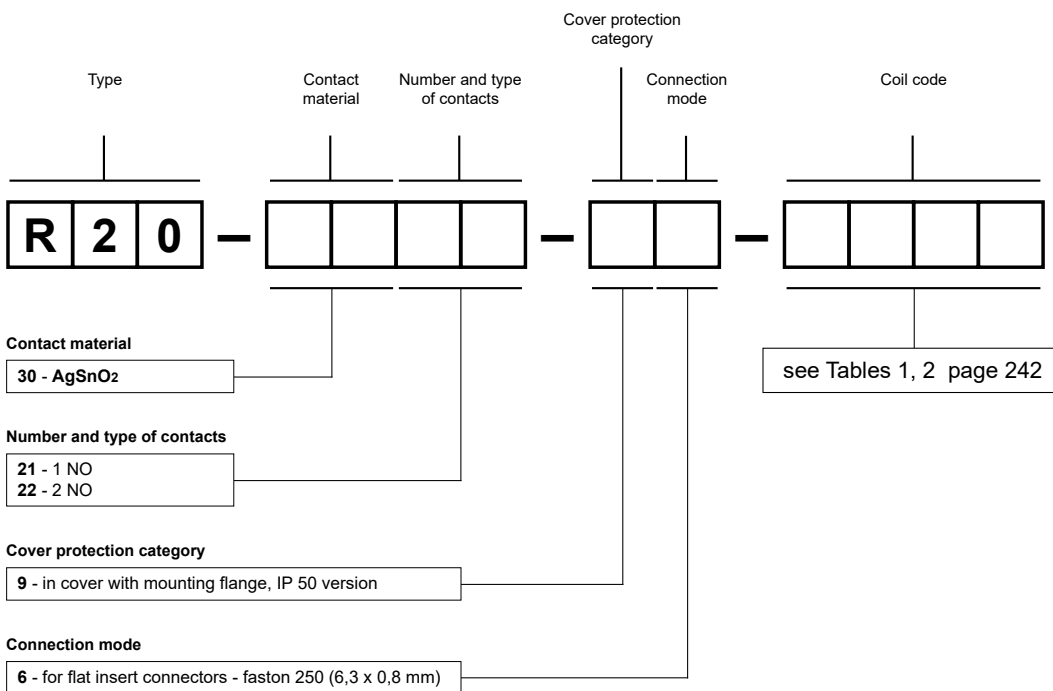 Cover protection
category
Type
Contact
material
Number and type
of contacts
Connection
mode
Coil code
R 2 0 – – –
Contact material
30 - AgSnO2
see Tables 1, 2 page 242
Number and type of contacts
21 - 1 NO
22 - 2 NO
Cover protection category
9 - in cover with mounting flange, IP 50 version
Connection mode
6 - for flat insert connectors - faston 250 (6,3 x 0,8 mm)